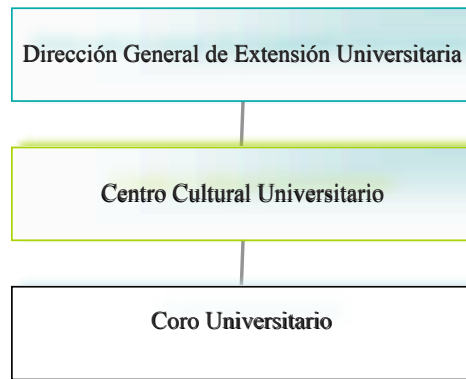 Dirección General de Extensión Universitaria
Centro Cultural Universitario
Coro Universitario